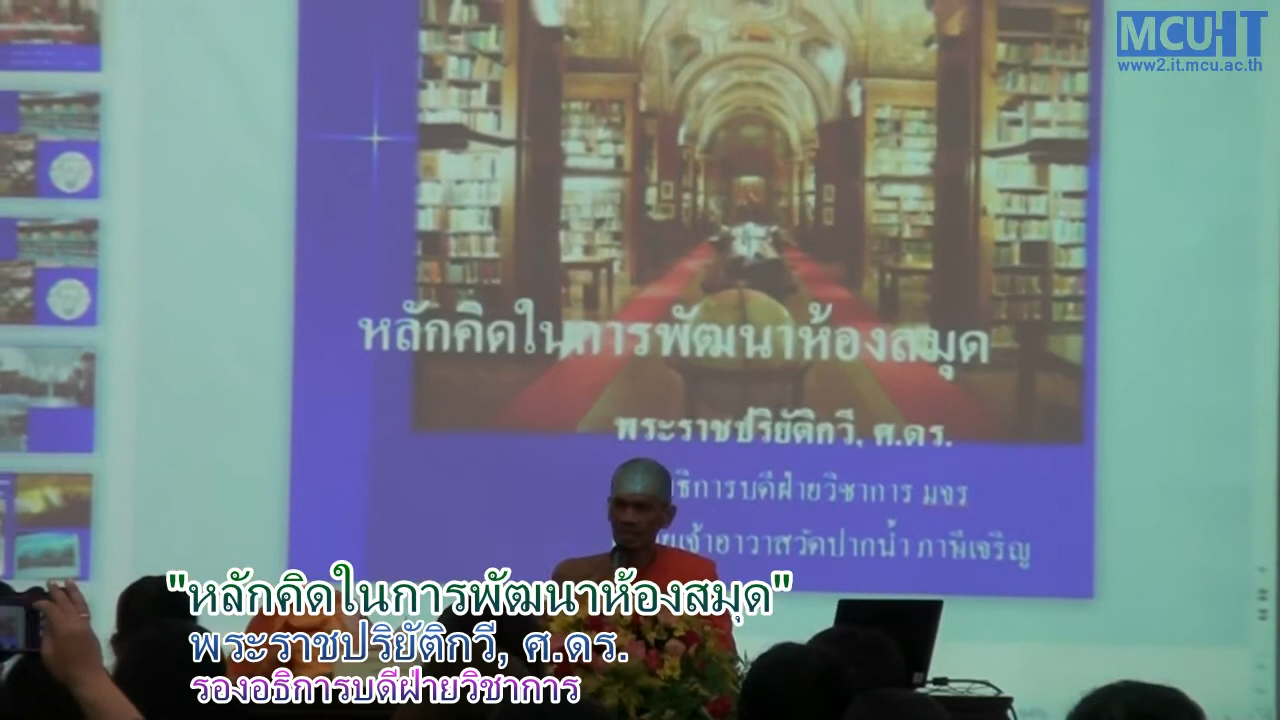 MCU-IT
www2.it.mcu.ac.th
หลักคิดในการพัฒนาห้องสมุด
พระราชปริยัติกวี, ศ.ดร.
อธิการบดีฝ่ายวิชาการ มจร
เจ้าอาวาสวัดปากน้ำ ภาษีเจริญ
"หลักคิดในการพัฒนาห้องสมุด"
พระราชปริยัติกวี, ศ.ดร.
รองอธิการบดีฝ่ายวิชาการ